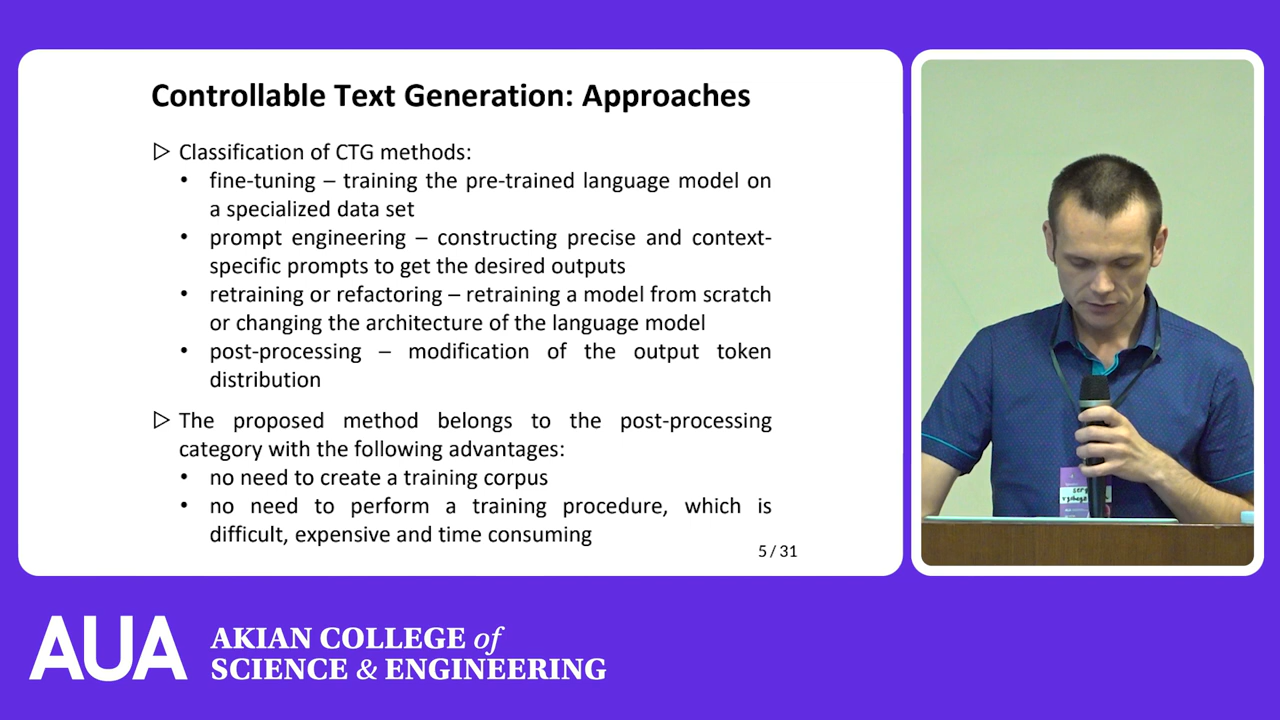 Controllable Text Generation: Approaches
Classification of CTG methods:
• fine-tuning – training the pre-trained language model on
a specialized data set
• prompt engineering – constructing precise and context-
specific prompts to get the desired outputs
• retraining or refactoring – retraining a model from scratch
or changing the architecture of the language model
• post-processing – modification of the output token
distribution
The proposed method belongs to the post-processing
category with the following advantages:
• no need to create a training corpus
• no need to perform a training procedure, which is
difficult, expensive and time consuming
5 / 31
AUA
AKIAN COLLEGE of
SCIENCE & ENGINEERING